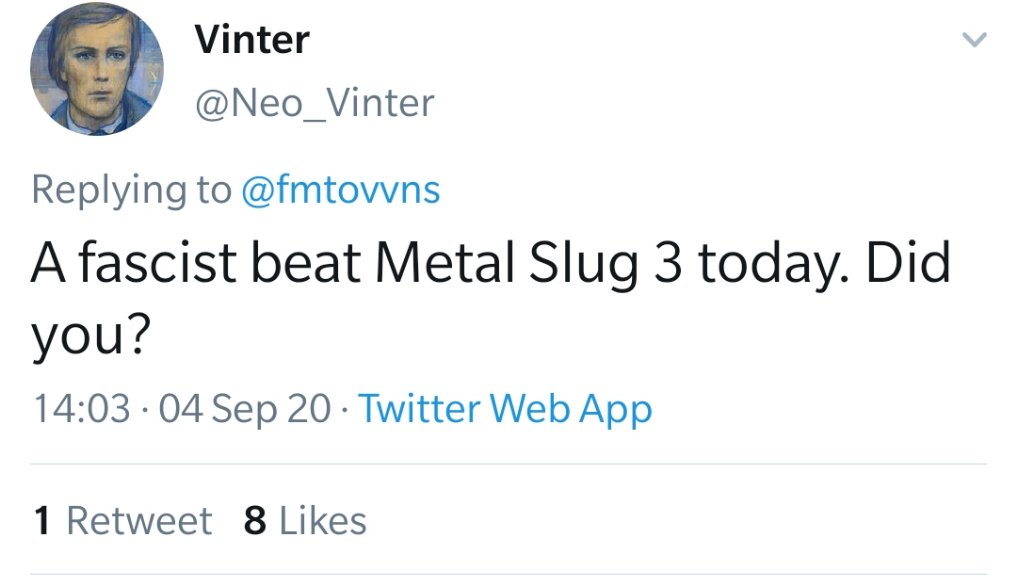 Vinter
@Neo_Vinter
Replying to @fmtovvns
A fascist beat Metal Slug 3 today. Did
you?
14:03 · 04 Sep 20 · Twitter Web App
1 Retweet 8 Likes